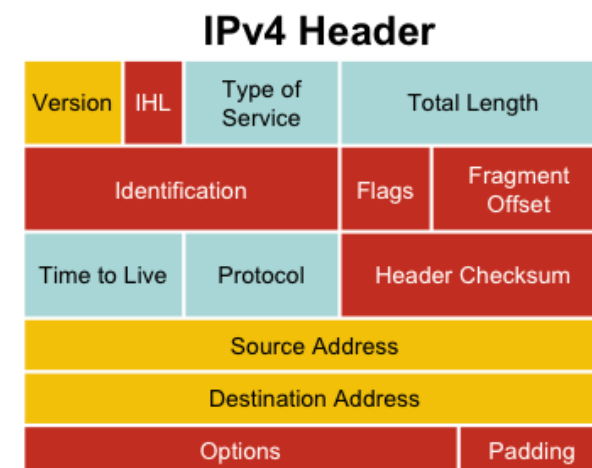 IPv4 Header
Version
IHL
Type of
Service
Total Length
Identification
Flags
Fragment
Offset
Time to Live
Protocol
Header Checksum
Source Address
Destination Address
Options
Padding